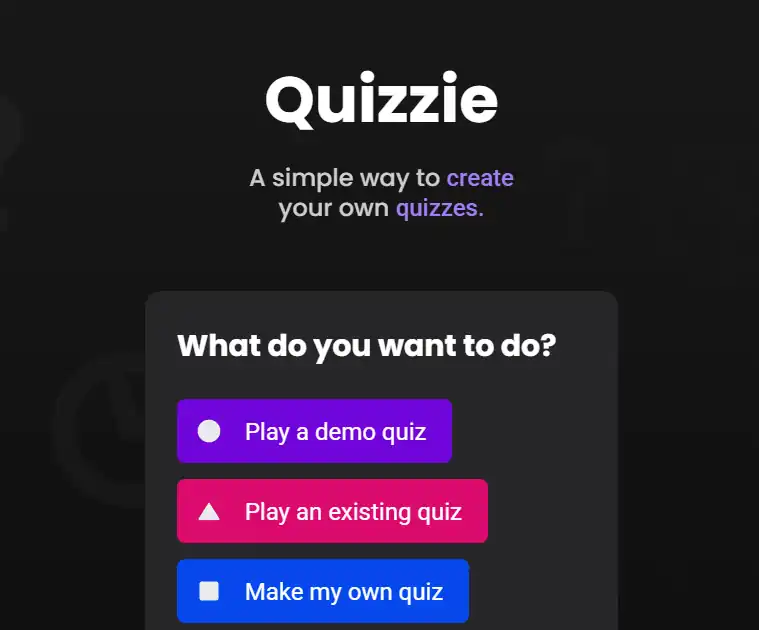 Quizzie
A simple way to create
your own quizzes.
What do you want to do?
Play a demo quiz
Play an existing quiz
Make my own quiz